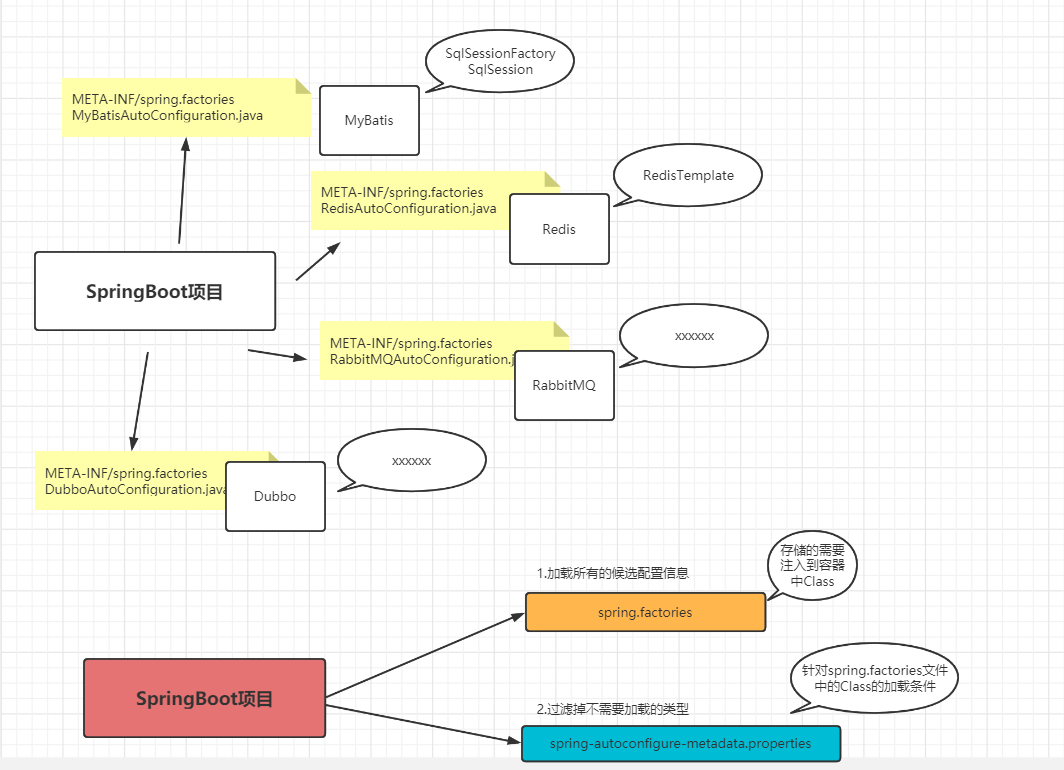 SqlSessionFactory
SqlSession
META-INF/spring.factories
MyBatisAutoConfiguration.java
MyBatis
META-INF/spring.factories
RedisAutoConfiguration.java
RedisTemplate
Redis
SpringBoot项目
META-INF/spring.factories
RabbitMQAutoConfiguration.j
xxxxxx
RabbitMQ
META-INF/spring.factories
DubboAutoConfiguration.java
xxxxxx
Dubbo
存储的需要
注入到容器
中Class
1.加载所有的候选配置信息
spring.factories
SpringBoot项目
针对spring.factories文件
中的Class的加载条件
2.过滤掉不需要加载的类型
spring-autoconfigure-metadata.properties